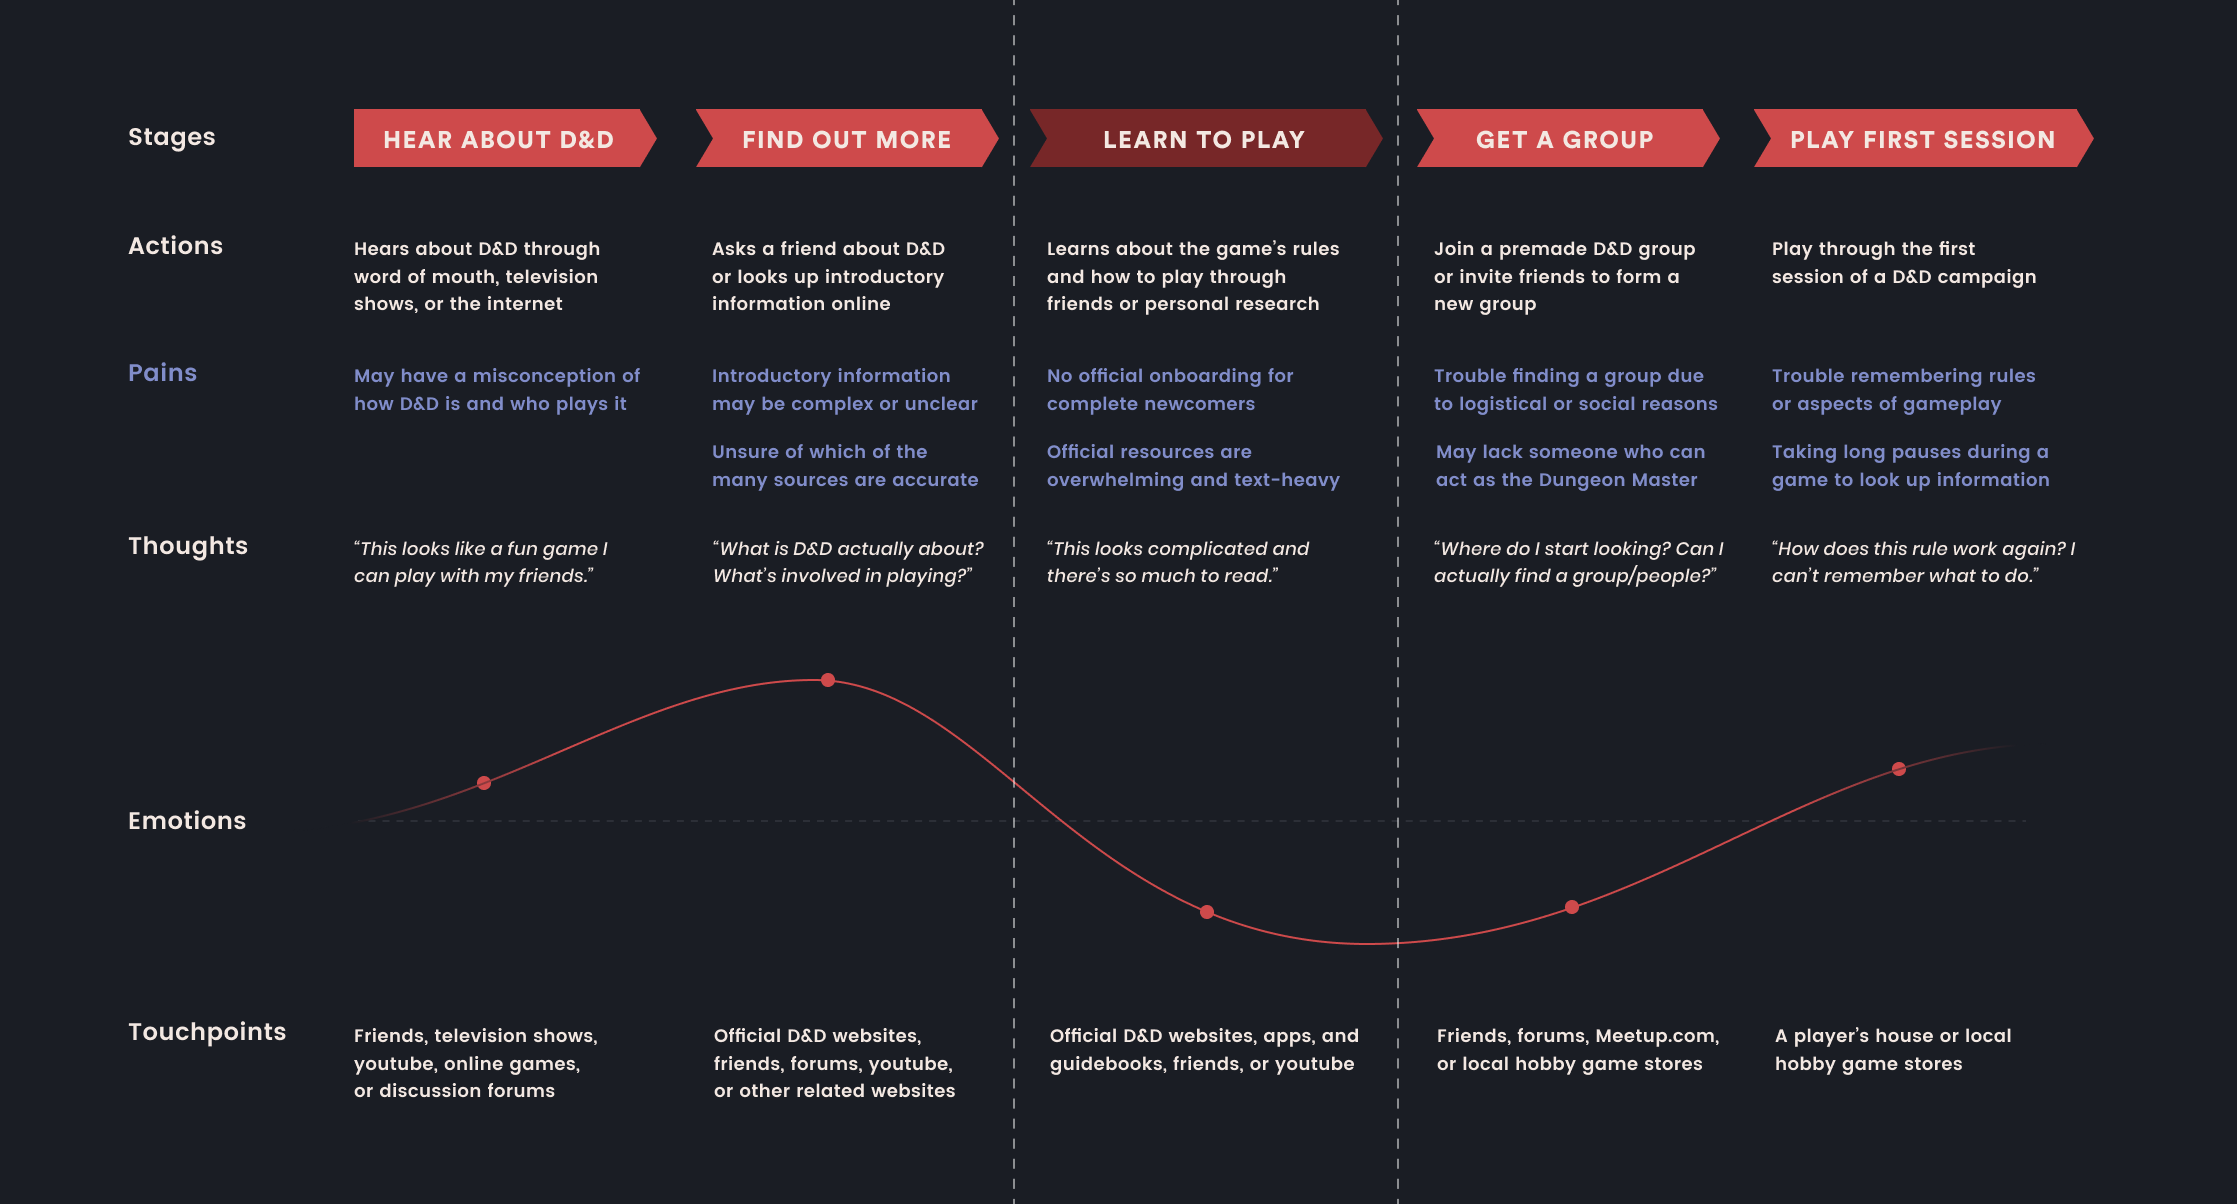 Stages
HEAR ABOUT D&D
FIND OUT MORE
LEARN TO PLAY
GET A GROUP
PLAY FIRST SESSION
Actions
Hears about D&D through
word of mouth, television
shows, or the internet
Asks a friend about D&D
or looks up introductory
information online
Learns about the game’s rules
and how to play through
friends or personal research
Join a premade D&D group
or invite friends to form a
new group
Play through the first
session of a D&D campaign
Pains
May have a misconception of
how D&D is and who plays it
Introductory information
may be complex or unclear
Unsure of which of the
many sources are accurate
No official onboarding for
complete newcomers
Official resources are
overwhelming and text-heavy
Trouble finding a group due
to logistical or social reasons
May lack someone who can
act as the Dungeon Master
Trouble remembering rules
or aspects of gameplay
Taking long pauses during a
game to look up information
Thoughts
“This looks like a fun game I
can play with my friends.”
“What is D&D actually about?
What’s involved in playing?”
“This looks complicated and
there’s so much to read.”
“Where do I start looking? Can I
actually find a group/people?”
“How does this rule work again? I
can’t remember what to do.”
Emotions
Touchpoints
Friends, television shows,
youtube, online games,
or discussion forums
Official D&D websites,
friends, forums, youtube,
or other related websites
Official D&D websites, apps, and
guidebooks, friends, or youtube
Friends, forums, Meetup.com,
or local hobby game stores
A player’s house or local
hobby game stores